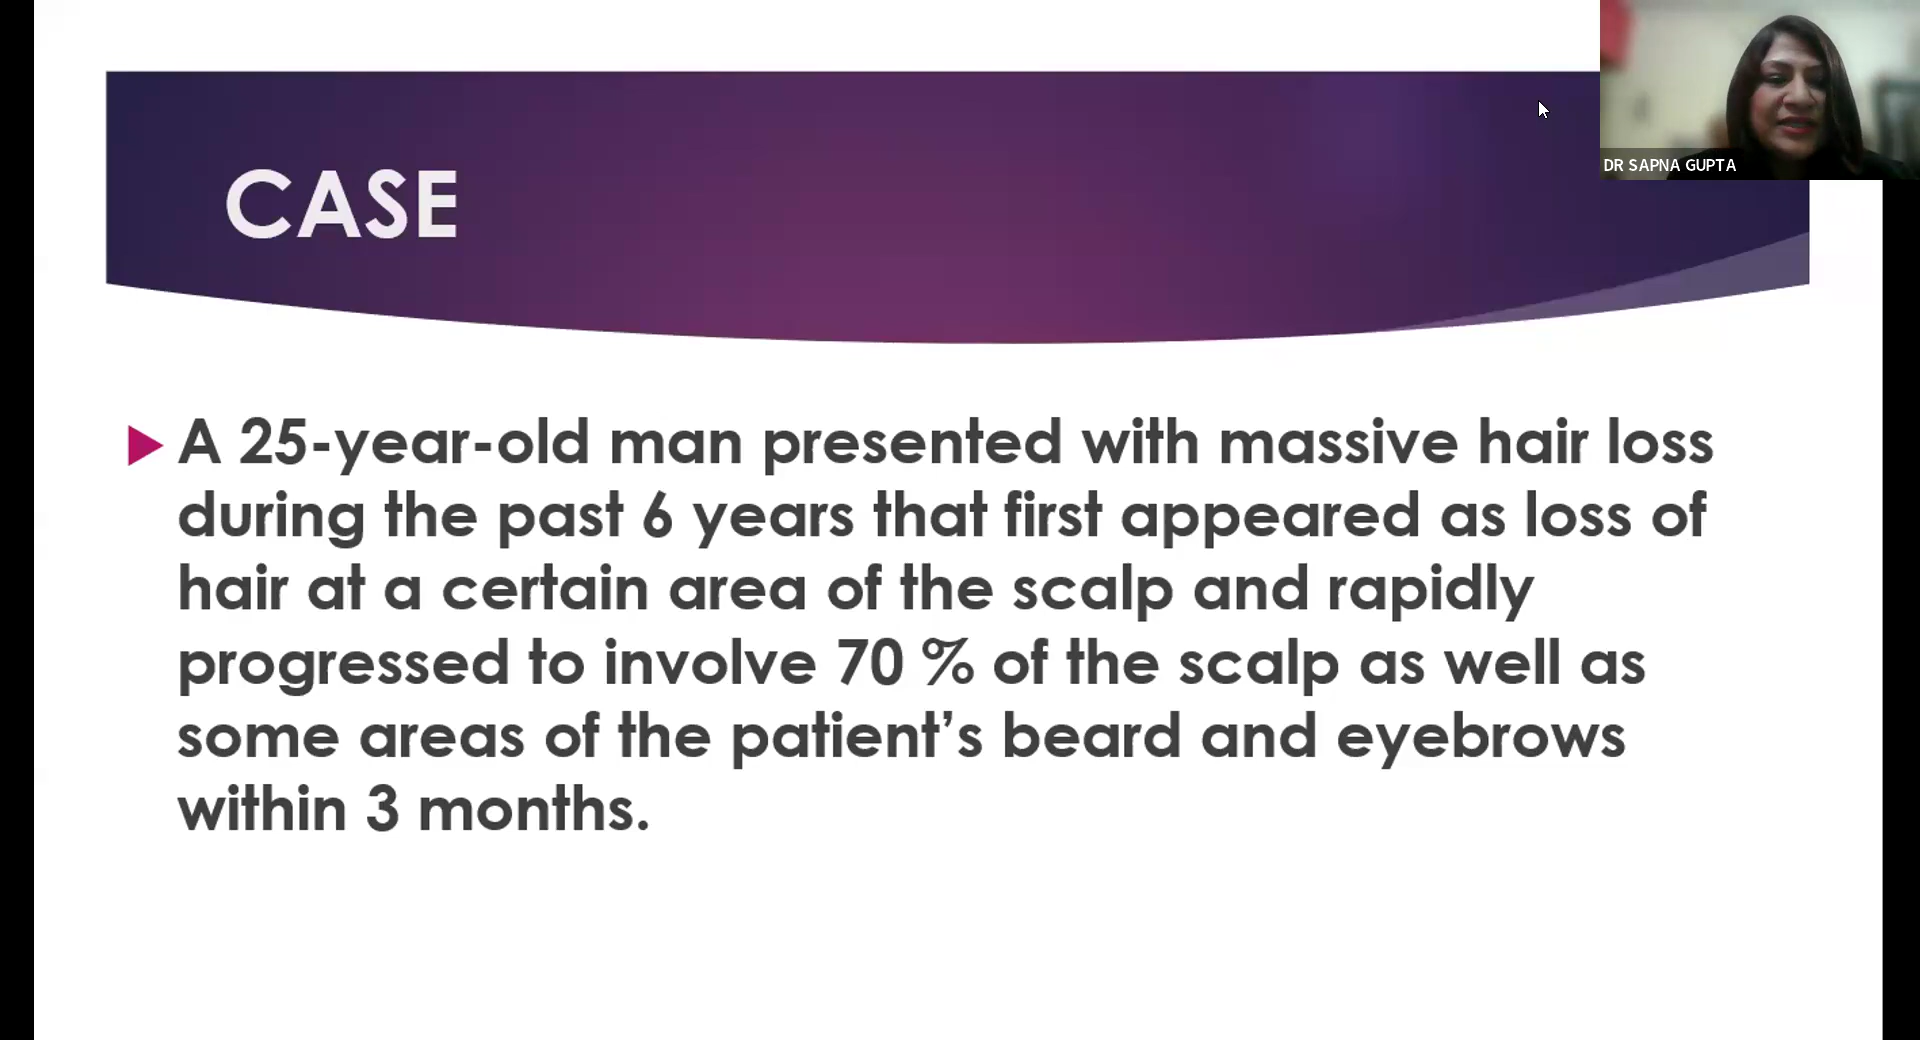 DR SAPNA GUPTA
CASE
A 25-year-old man presented with massive hair loss
during the past 6 years that first appeared as loss of
hair at a certain area of the scalp and rapidly
progressed to involve 70 % of the scalp as well as
some areas of the patient’s beard and eyebrows
within 3 months.